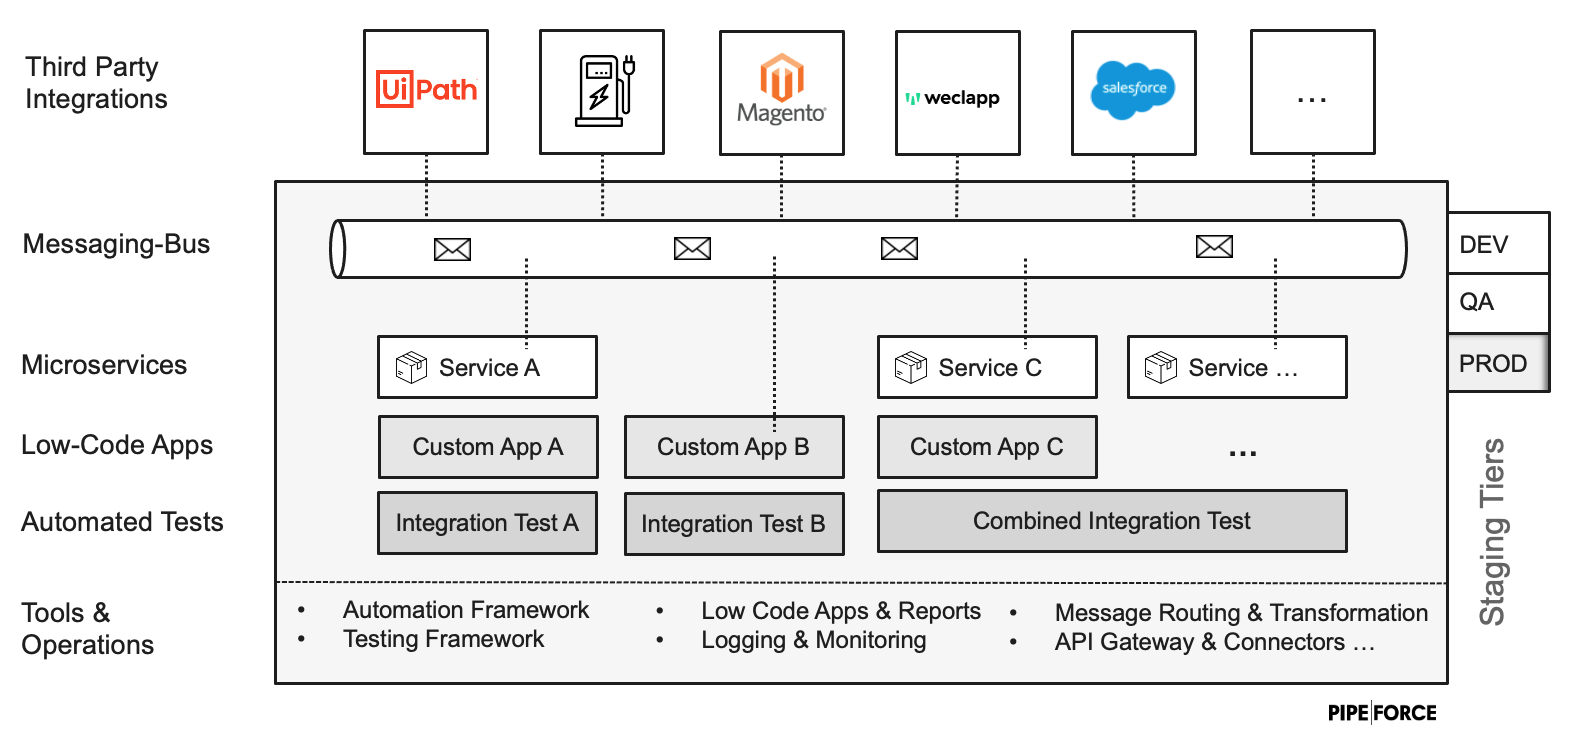 Third Party
Integrations
UiPath
Magento®
weclapp
salesforce
...
Messaging-Bus
DEV
QA
PROD
Microservices
Service A
Service C
Service ...
Low-Code Apps
Custom App A
Custom App B
Custom App C
...
Automated Tests
Integration Test A
Integration Test B
Combined Integration Test
Staging Tiers
Tools &
Operations
• Automation Framework
• Testing Framework
• Low Code Apps & Reports
• Logging & Monitoring
• Message Routing & Transformation
• API Gateway & Connectors ...
PIPE|FORCE